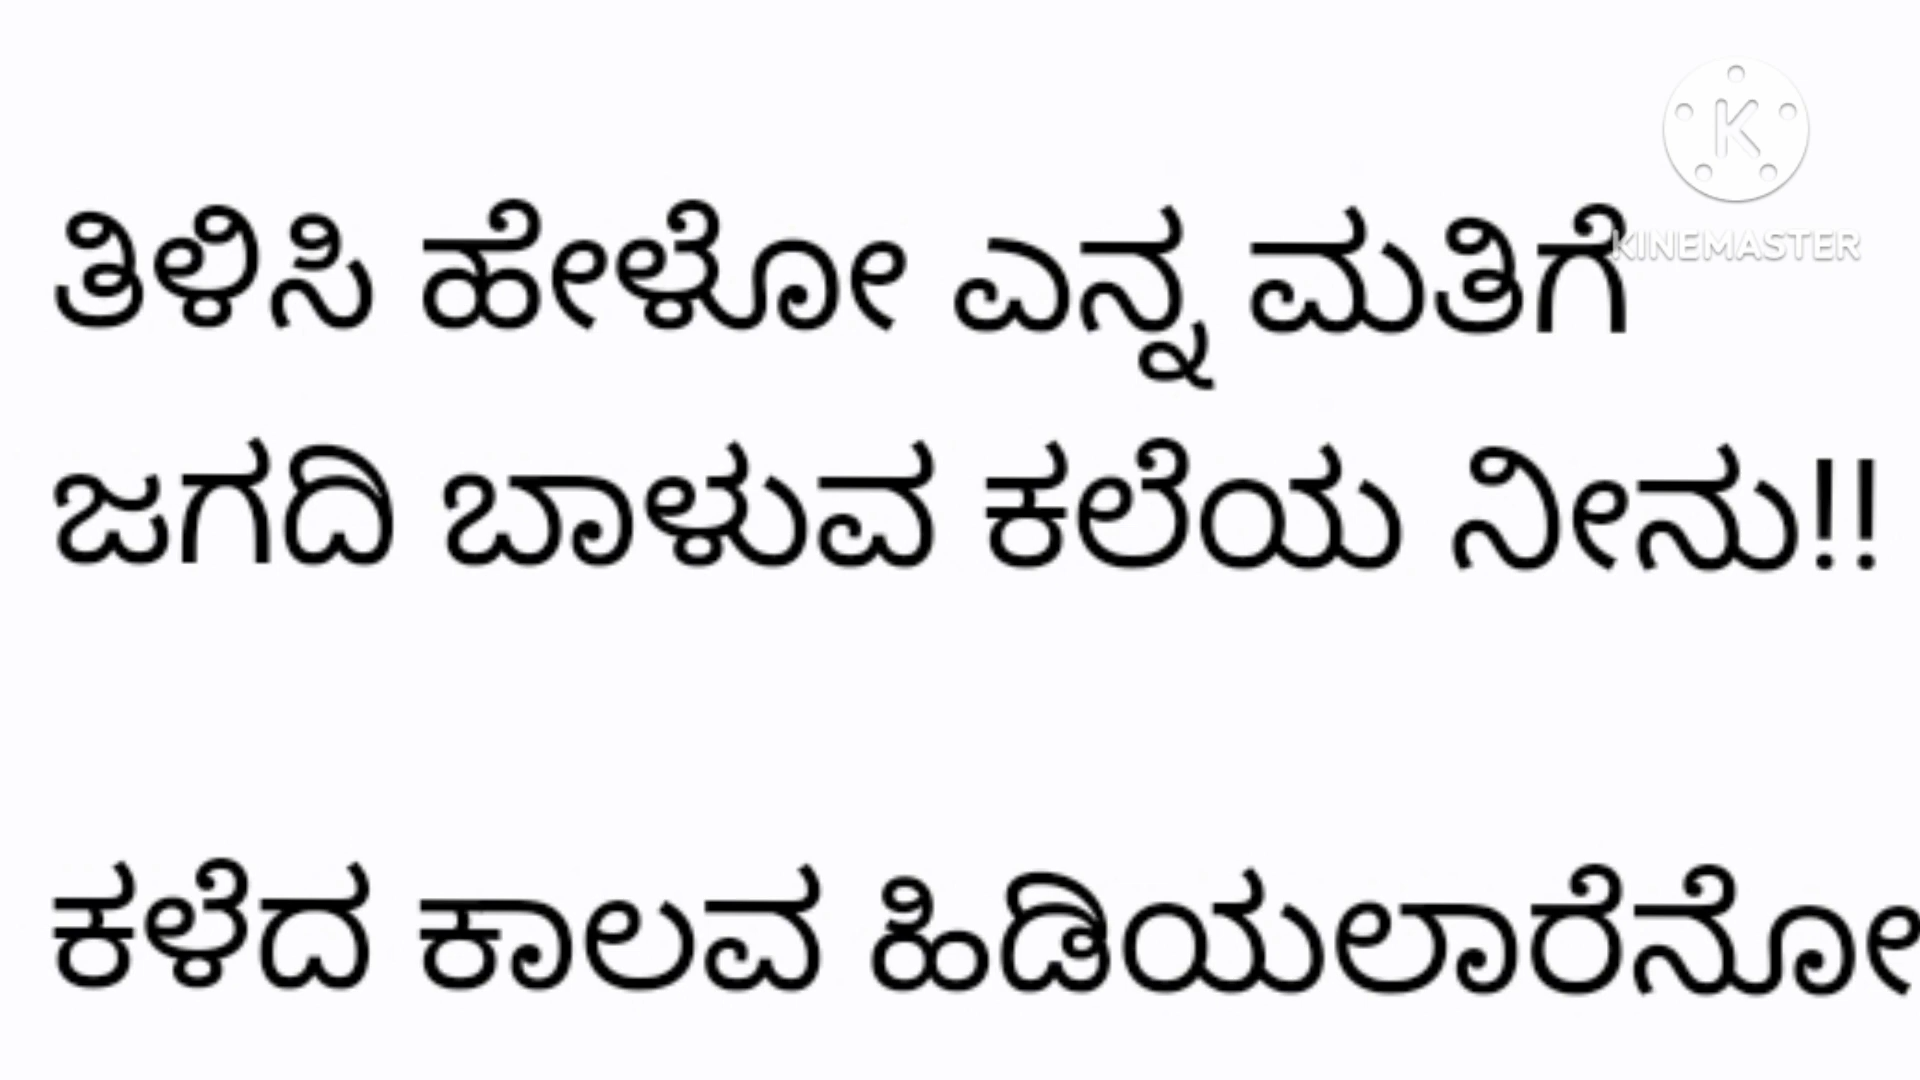 KINEMASTER
ತಿಳಿಸಿ ಹೇಳೋ ಎನ್ನ ಮತಿಗೆ
ಜಗದಿ ಬಾಳುವ ಕಲೆಯ ನೀನು!!
ಕಳೆದ ಕಾಲವ ಹಿಡಿಯಲಾರೆನೋ